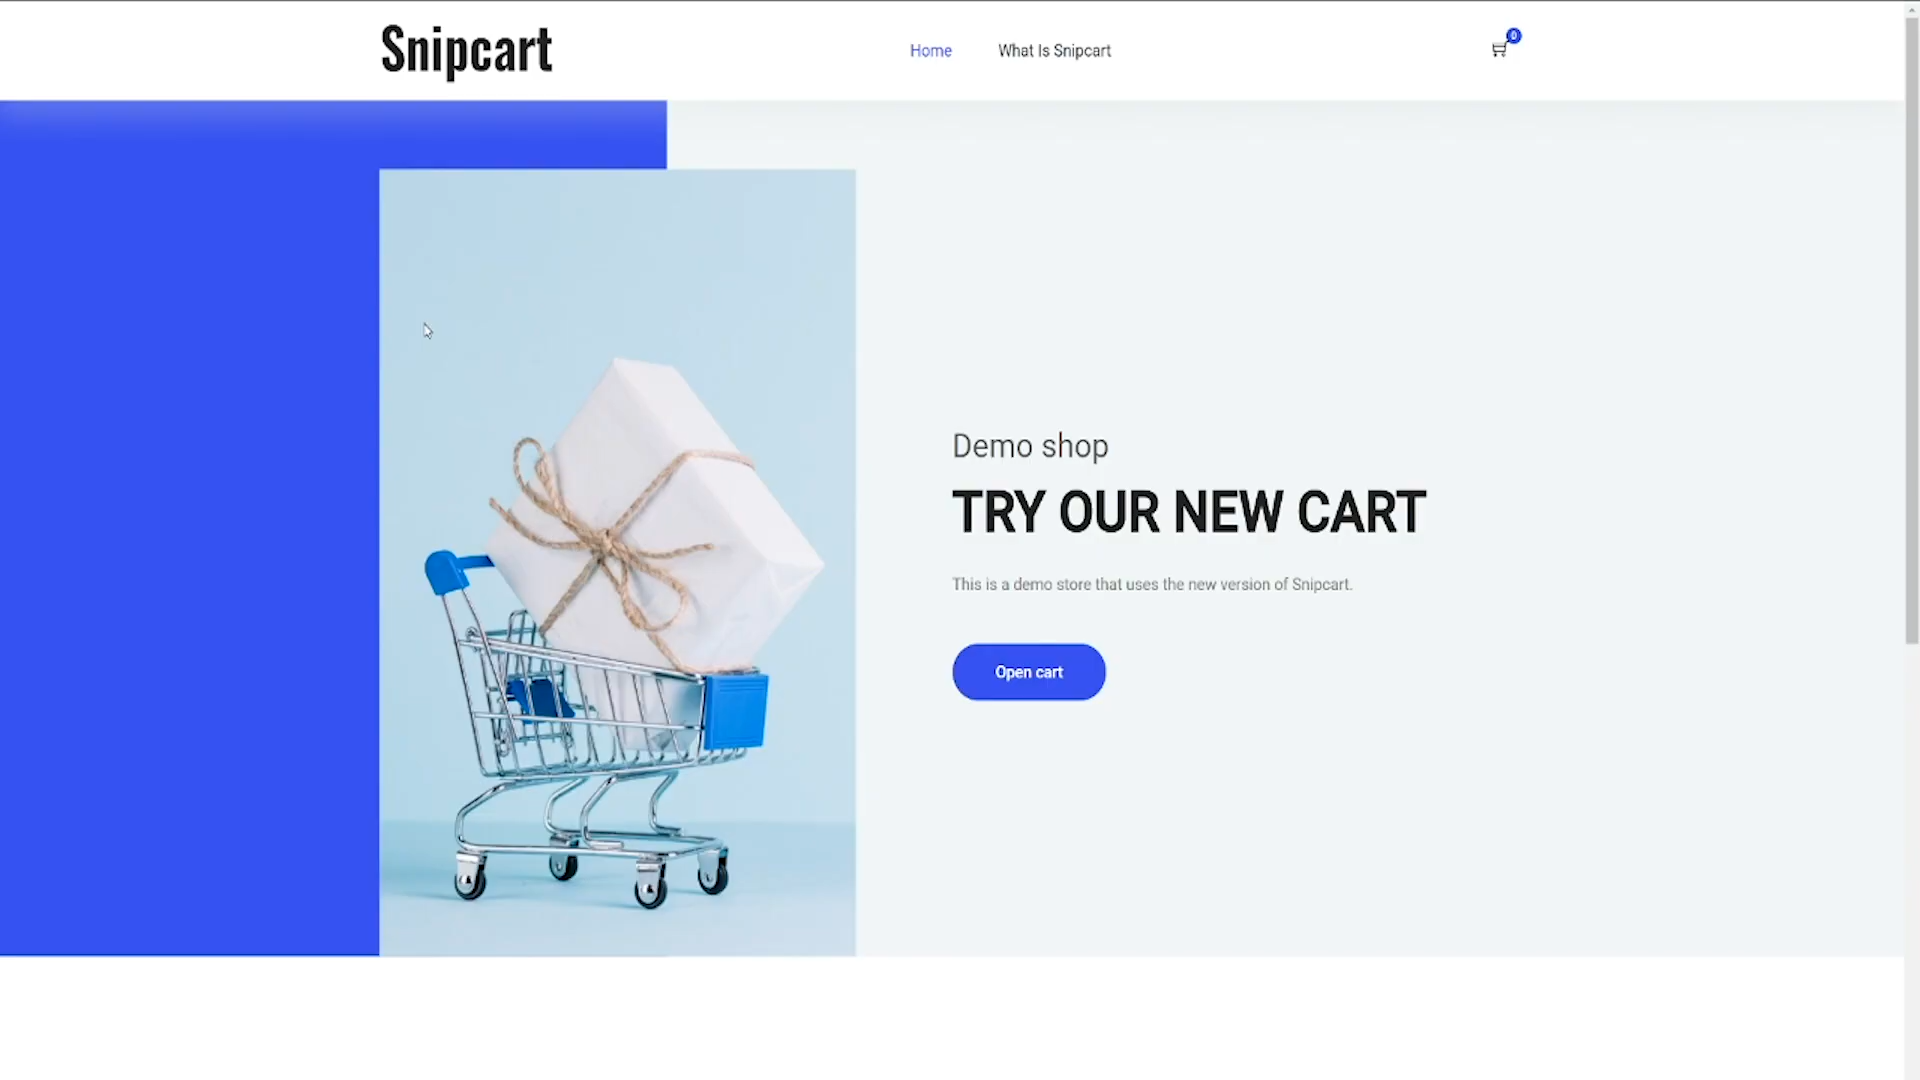 Snipcart
Home
What Is Snipcart
0
Demo shop
TRY OUR NEW CART
This is a demo store that uses the new version of Snipcart.
Open cart